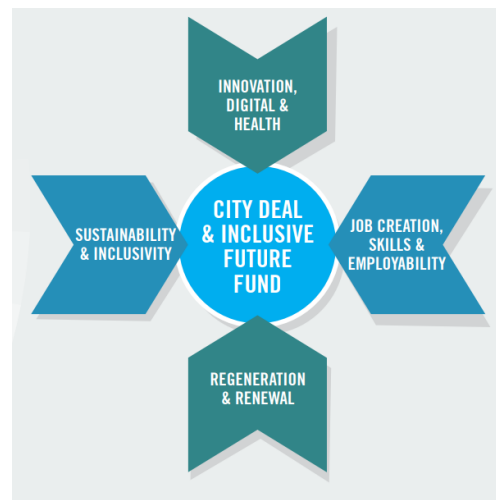 INNOVATION,
DIGITAL &
HEALTH
SUSTAINABILITY
& INCLUSIVITY
CITY DEAL
& INCLUSIVE
FUTURE
FUND
JOB CREATION,
SKILLS &
EMPLOYABILITY
REGENERATION
& RENEWAL